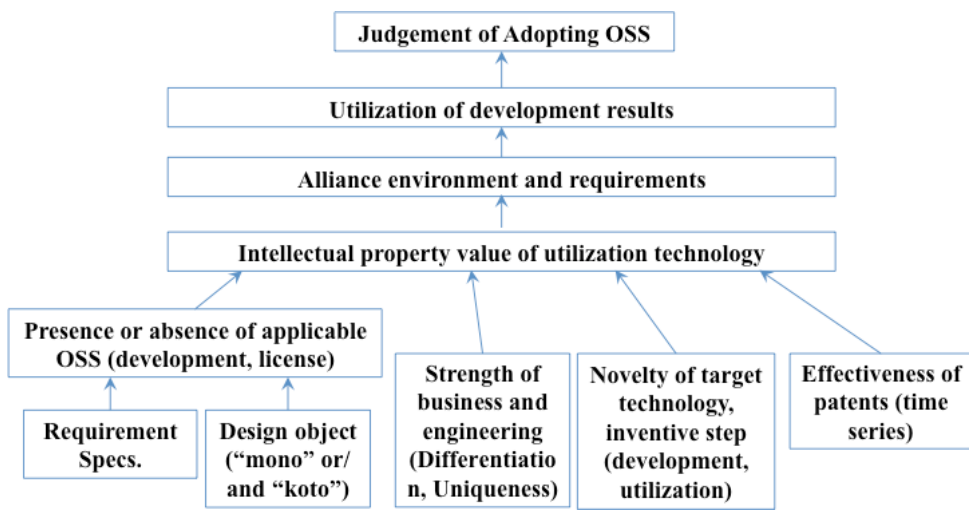 Judgement of Adopting OSS
Utilization of development results
Alliance environment and requirements
Intellectual property value of utilization technology
Presence or absence of applicable
OSS (development, license)
Requirement
Specs.
Design object
(“mono” or/
and “koto”)
Strength of
business and
engineering
(Differentiatio
n, Uniqueness)
Novelty of target
technology,
inventive step
(development,
utilization)
Effectiveness of
patents (time
series)